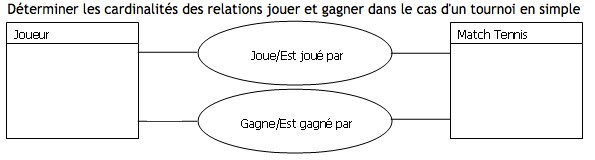 Déterminer les cardinalités des relations jouer et gagner dans le cas d'un tournoi en simple
Joueur
Match Tennis
Joue/Est joué par
Gagne/Est gagné par